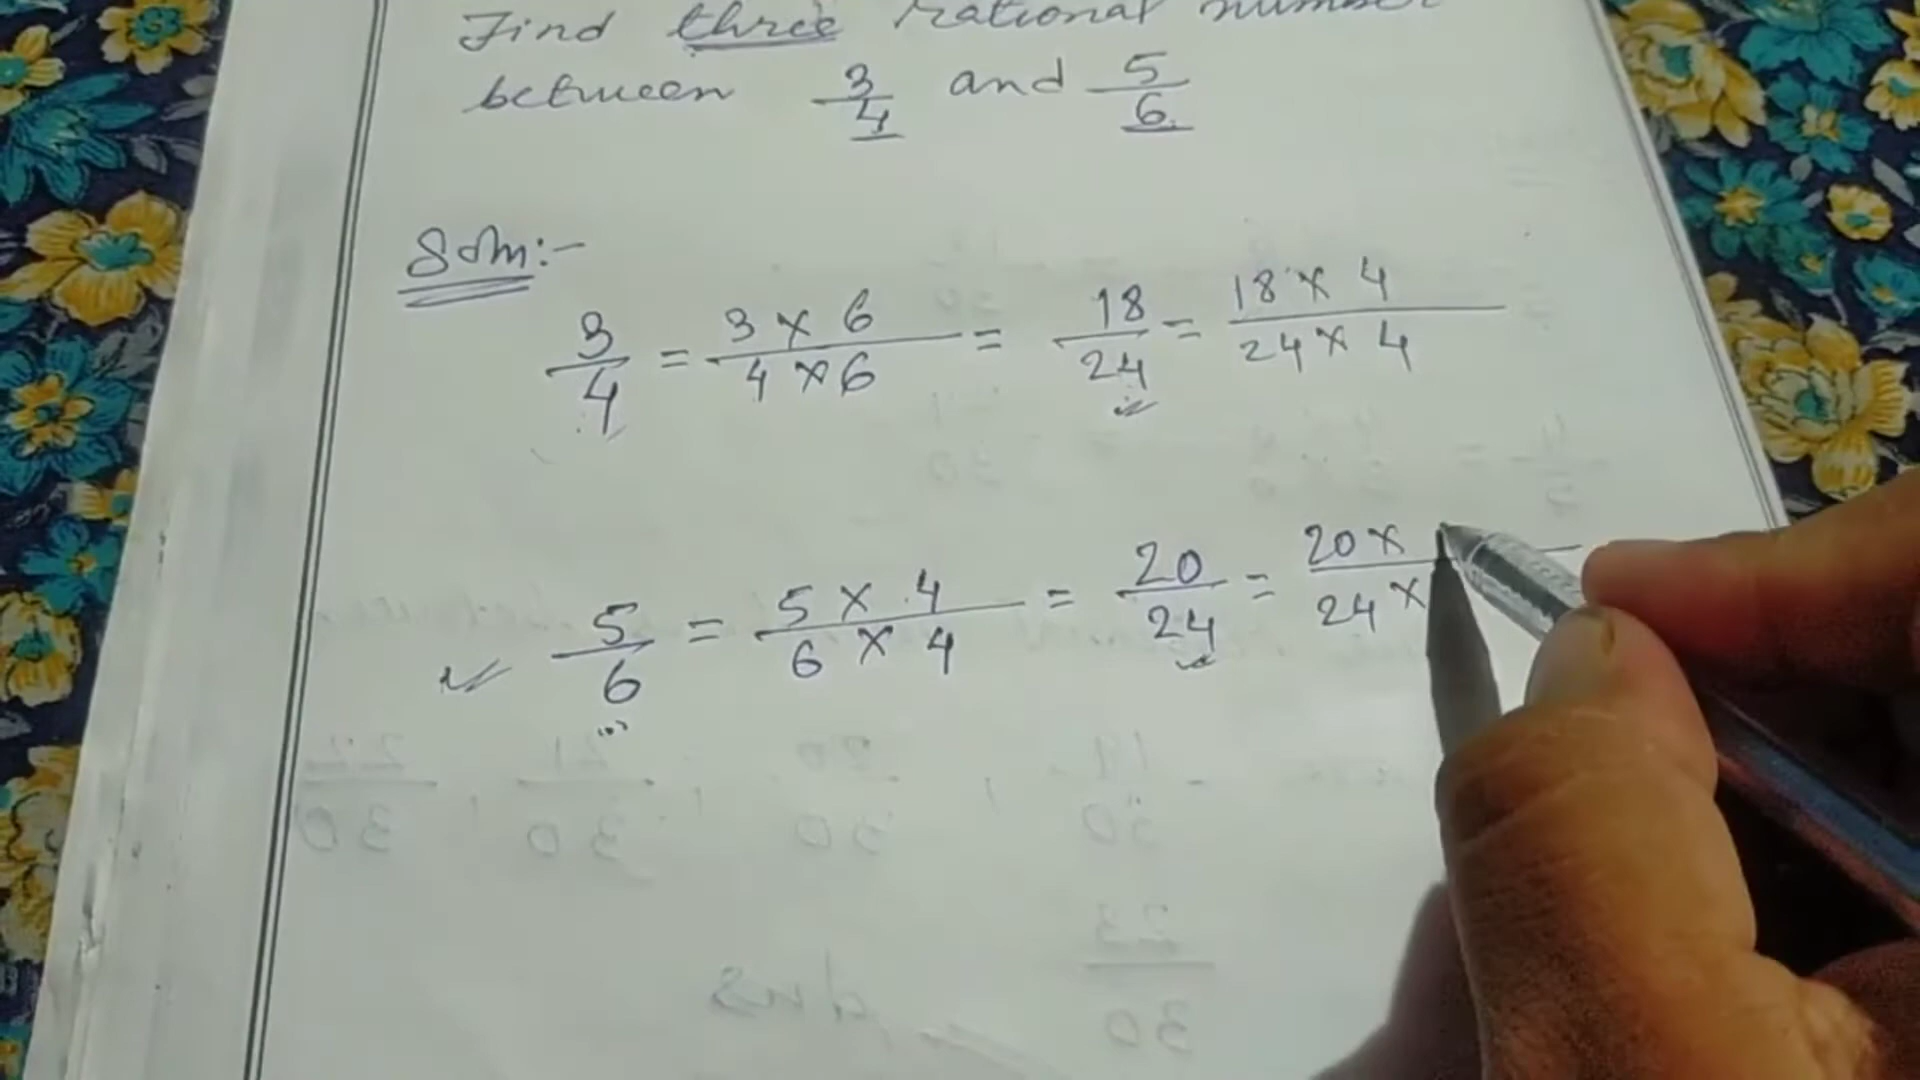 Find three rational number
between 3/4 and 5/6
Soln:-
3/4 = 3 × 6 / 4 × 6 = 18/24 = 18 × 4 / 24 × 4
5/6 = 5 × 4 / 6 × 4 = 20/24 = 20 × / 24 ×